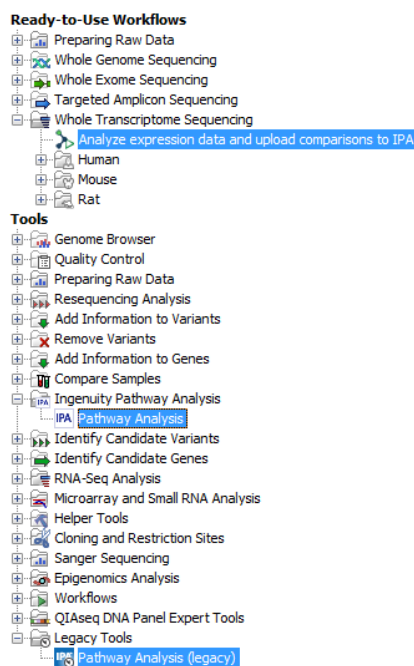 Ready-to-Use Workflows
Preparing Raw Data
Whole Genome Sequencing
Whole Exome Sequencing
Targeted Amplicon Sequencing
Whole Transcriptome Sequencing
Analyze expression data and upload comparisons to IPA
Human
Mouse
Rat
Tools
Genome Browser
Quality Control
Preparing Raw Data
Resequencing Analysis
Add Information to Variants
Remove Variants
Add Information to Genes
Compare Samples
Ingenuity Pathway Analysis
IPA Pathway Analysis
Identify Candidate Variants
Identify Candidate Genes
RNA-Seq Analysis
Microarray and Small RNA Analysis
Helper Tools
Cloning and Restriction Sites
Sanger Sequencing
Epigenomics Analysis
Workflows
QIAseq DNA Panel Expert Tools
Legacy Tools
Pathway Analysis (legacy)